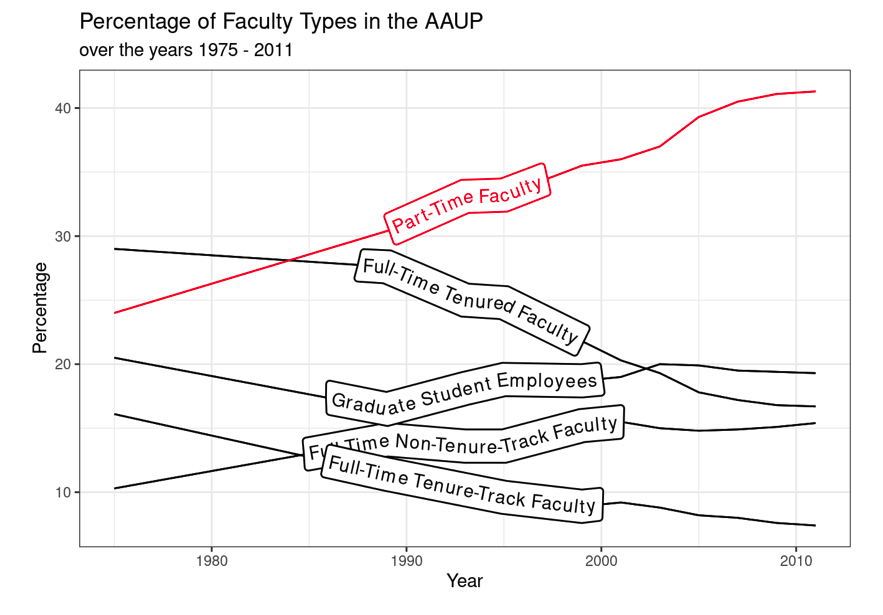 Percentage of Faculty Types in the AAUP
over the years 1975 - 2011
Percentage
40
30
20
10
Part-Time Faculty
Full-Time Tenured Faculty
Graduate Student Employees
Full-Time Non-Tenure-Track Faculty
Full-Time Tenure-Track Faculty
1980
1990
2000
2010
Year